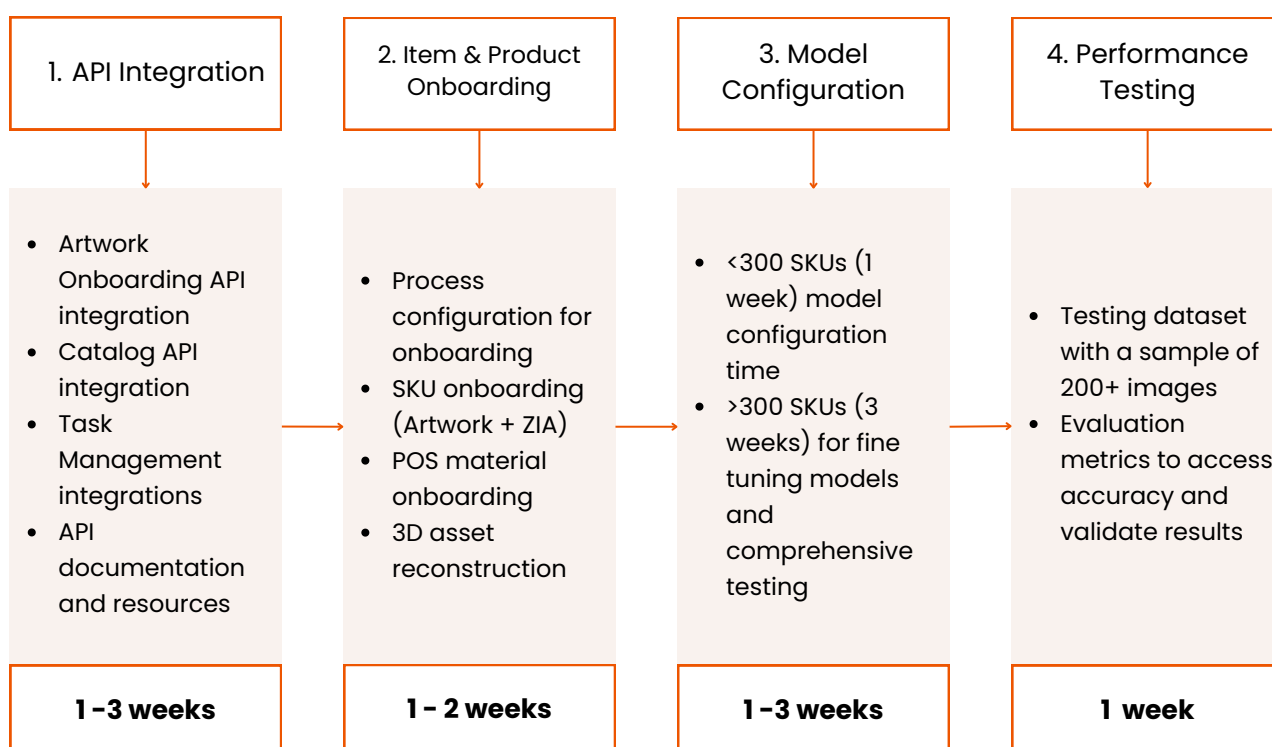 1. API Integration
2. Item & Product
Onboarding
3. Model
Configuration
4. Performance
Testing
Artwork
Onboarding API
integration
Catalog API
integration
Task
Management
integrations
API
documentation
and resources
Process
configuration for
onboarding
SKU onboarding
(Artwork + ZIA)
POS material
onboarding
3D asset
reconstruction
<300 SKUs (1
week) model
configuration
time
>300 SKUs (3
weeks) for fine
tuning models
and
comprehensive
testing
Testing dataset
with a sample of
200+ images
Evaluation
metrics to access
accuracy and
validate results
1 -3 weeks
1 - 2 weeks
1 -3 weeks
1 week